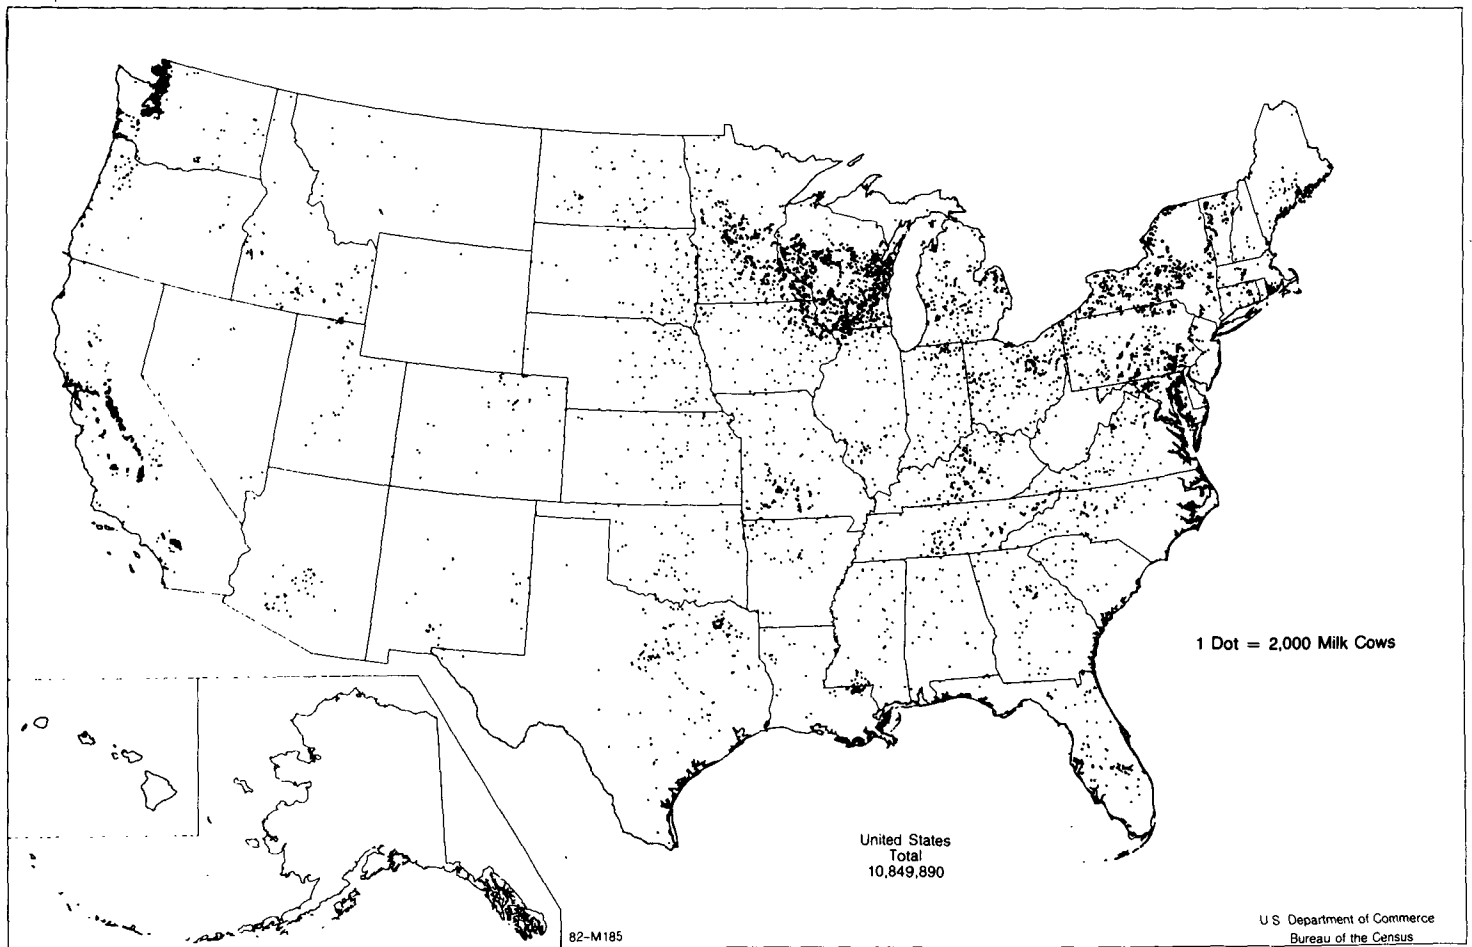 1 Dot = 2,000 Milk Cows
United States
Total
10,849,890
82-M185
U S Department of Commerce
Bureau of the Census